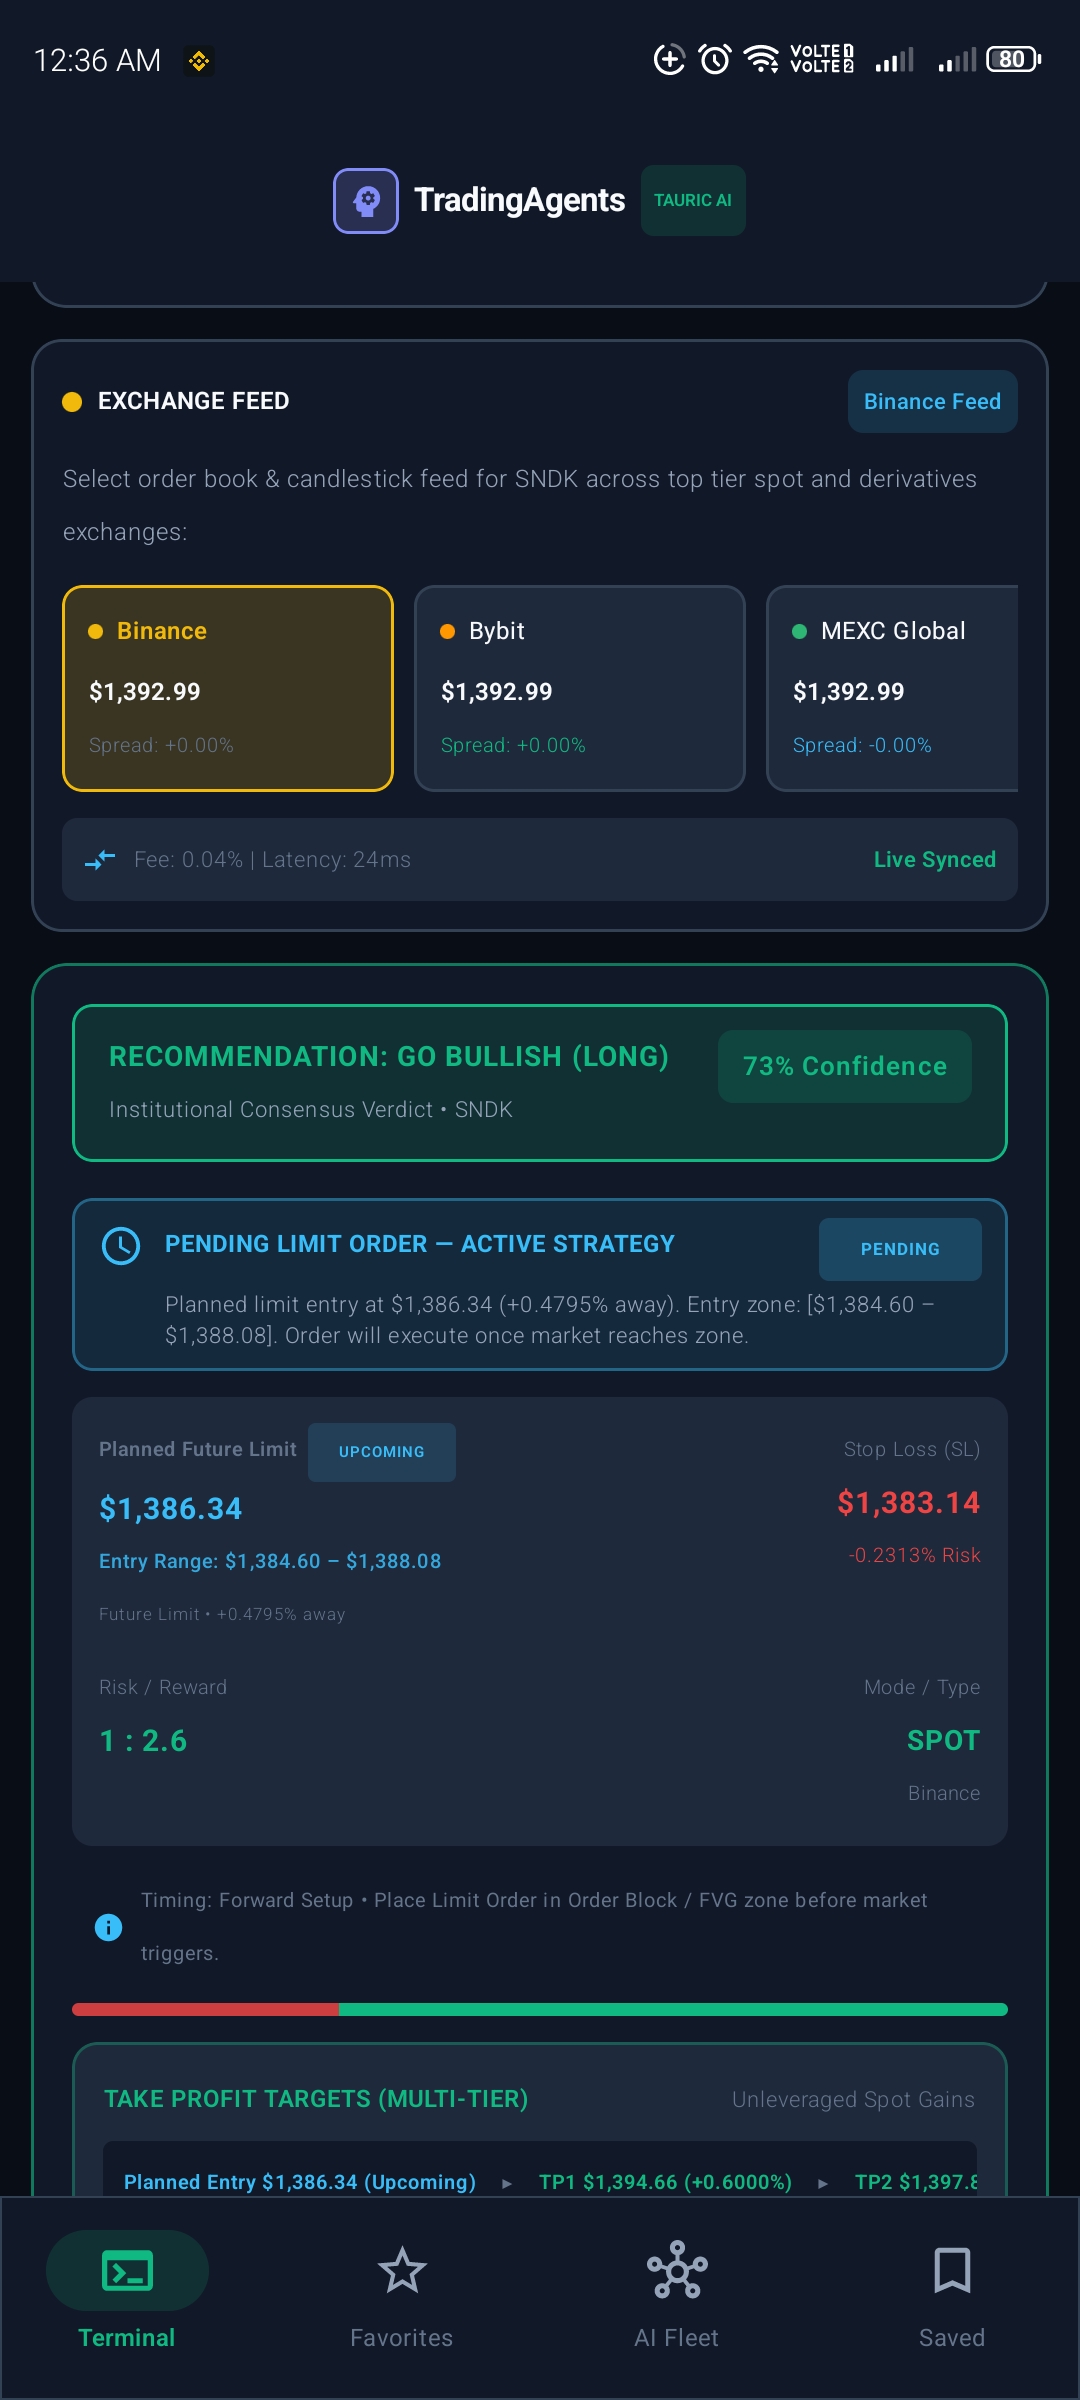 12:36 AM
VoLTE 1
VoLTE 2
80
TradingAgents
TAURIC AI
EXCHANGE FEED
Binance Feed
Select order book & candlestick feed for SNDK across top tier spot and derivatives
exchanges:
Binance
Bybit
MEXC Global
$1,392.99
$1,392.99
$1,392.99
Spread: +0.00%
Spread: +0.00%
Spread: -0.00%
Fee: 0.04% | Latency: 24ms
Live Synced
RECOMMENDATION: GO BULLISH (LONG)
73% Confidence
Institutional Consensus Verdict • SNDK
PENDING LIMIT ORDER — ACTIVE STRATEGY
PENDING
Planned limit entry at $1,386.34 (+0.4795% away). Entry zone: [$1,384.60 –
$1,388.08]. Order will execute once market reaches zone.
Planned Future Limit
UPCOMING
Stop Loss (SL)
$1,386.34
$1,383.14
Entry Range: $1,384.60 – $1,388.08
-0.2313% Risk
Future Limit • +0.4795% away
Risk / Reward
Mode / Type
1 : 2.6
SPOT
Binance
Timing: Forward Setup • Place Limit Order in Order Block / FVG zone before market
triggers.
TAKE PROFIT TARGETS (MULTI-TIER)
Unleveraged Spot Gains
Planned Entry $1,386.34 (Upcoming) ▸ TP1 $1,394.66 (+0.6000%) ▸ TP2 $1,397.8
Terminal
Favorites
AI Fleet
Saved